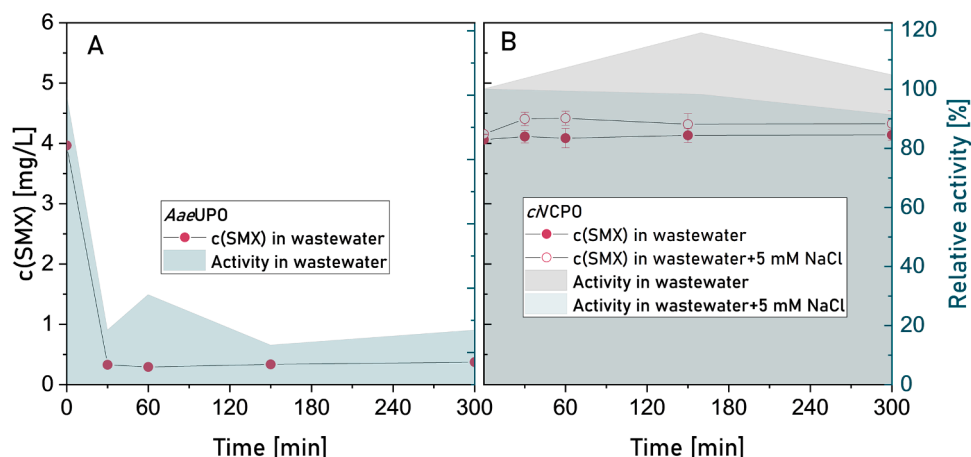 A
B
c(SMX) [mg/L]
6
5
4
3
2
1
0
AaeUPO
c(SMX) in wastewater
Activity in wastewater
0 60 120 180 240 300
Time [min]
ciVCPO
c(SMX) in wastewater
c(SMX) in wastewater+5 mM NaCl
Activity in wastewater
Activity in wastewater+5 mM NaCl
0 60 120 180 240 300
Time [min]
120
100
80
60
40
20
0
Relative activity [%]